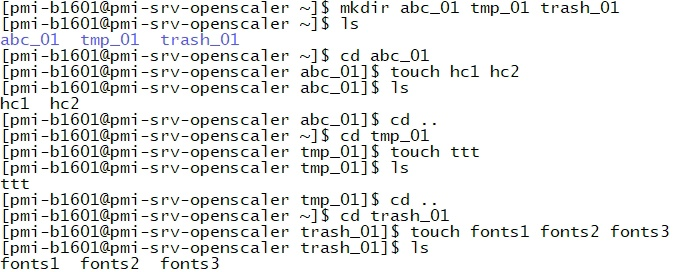 [pmi-b1601@pmi-srv-openscaler ~]$ mkdir abc_01 tmp_01 trash_01
[pmi-b1601@pmi-srv-openscaler ~]$ ls
abc_01  tmp_01  trash_01
[pmi-b1601@pmi-srv-openscaler ~]$ cd abc_01
[pmi-b1601@pmi-srv-openscaler abc_01]$ touch hc1 hc2
[pmi-b1601@pmi-srv-openscaler abc_01]$ ls
hc1  hc2
[pmi-b1601@pmi-srv-openscaler abc_01]$ cd ..
[pmi-b1601@pmi-srv-openscaler ~]$ cd tmp_01
[pmi-b1601@pmi-srv-openscaler tmp_01]$ touch ttt
[pmi-b1601@pmi-srv-openscaler tmp_01]$ ls
ttt
[pmi-b1601@pmi-srv-openscaler tmp_01]$ cd ..
[pmi-b1601@pmi-srv-openscaler ~]$ cd trash_01
[pmi-b1601@pmi-srv-openscaler trash_01]$ touch fonts1 fonts2 fonts3
[pmi-b1601@pmi-srv-openscaler trash_01]$ ls
fonts1  fonts2  fonts3